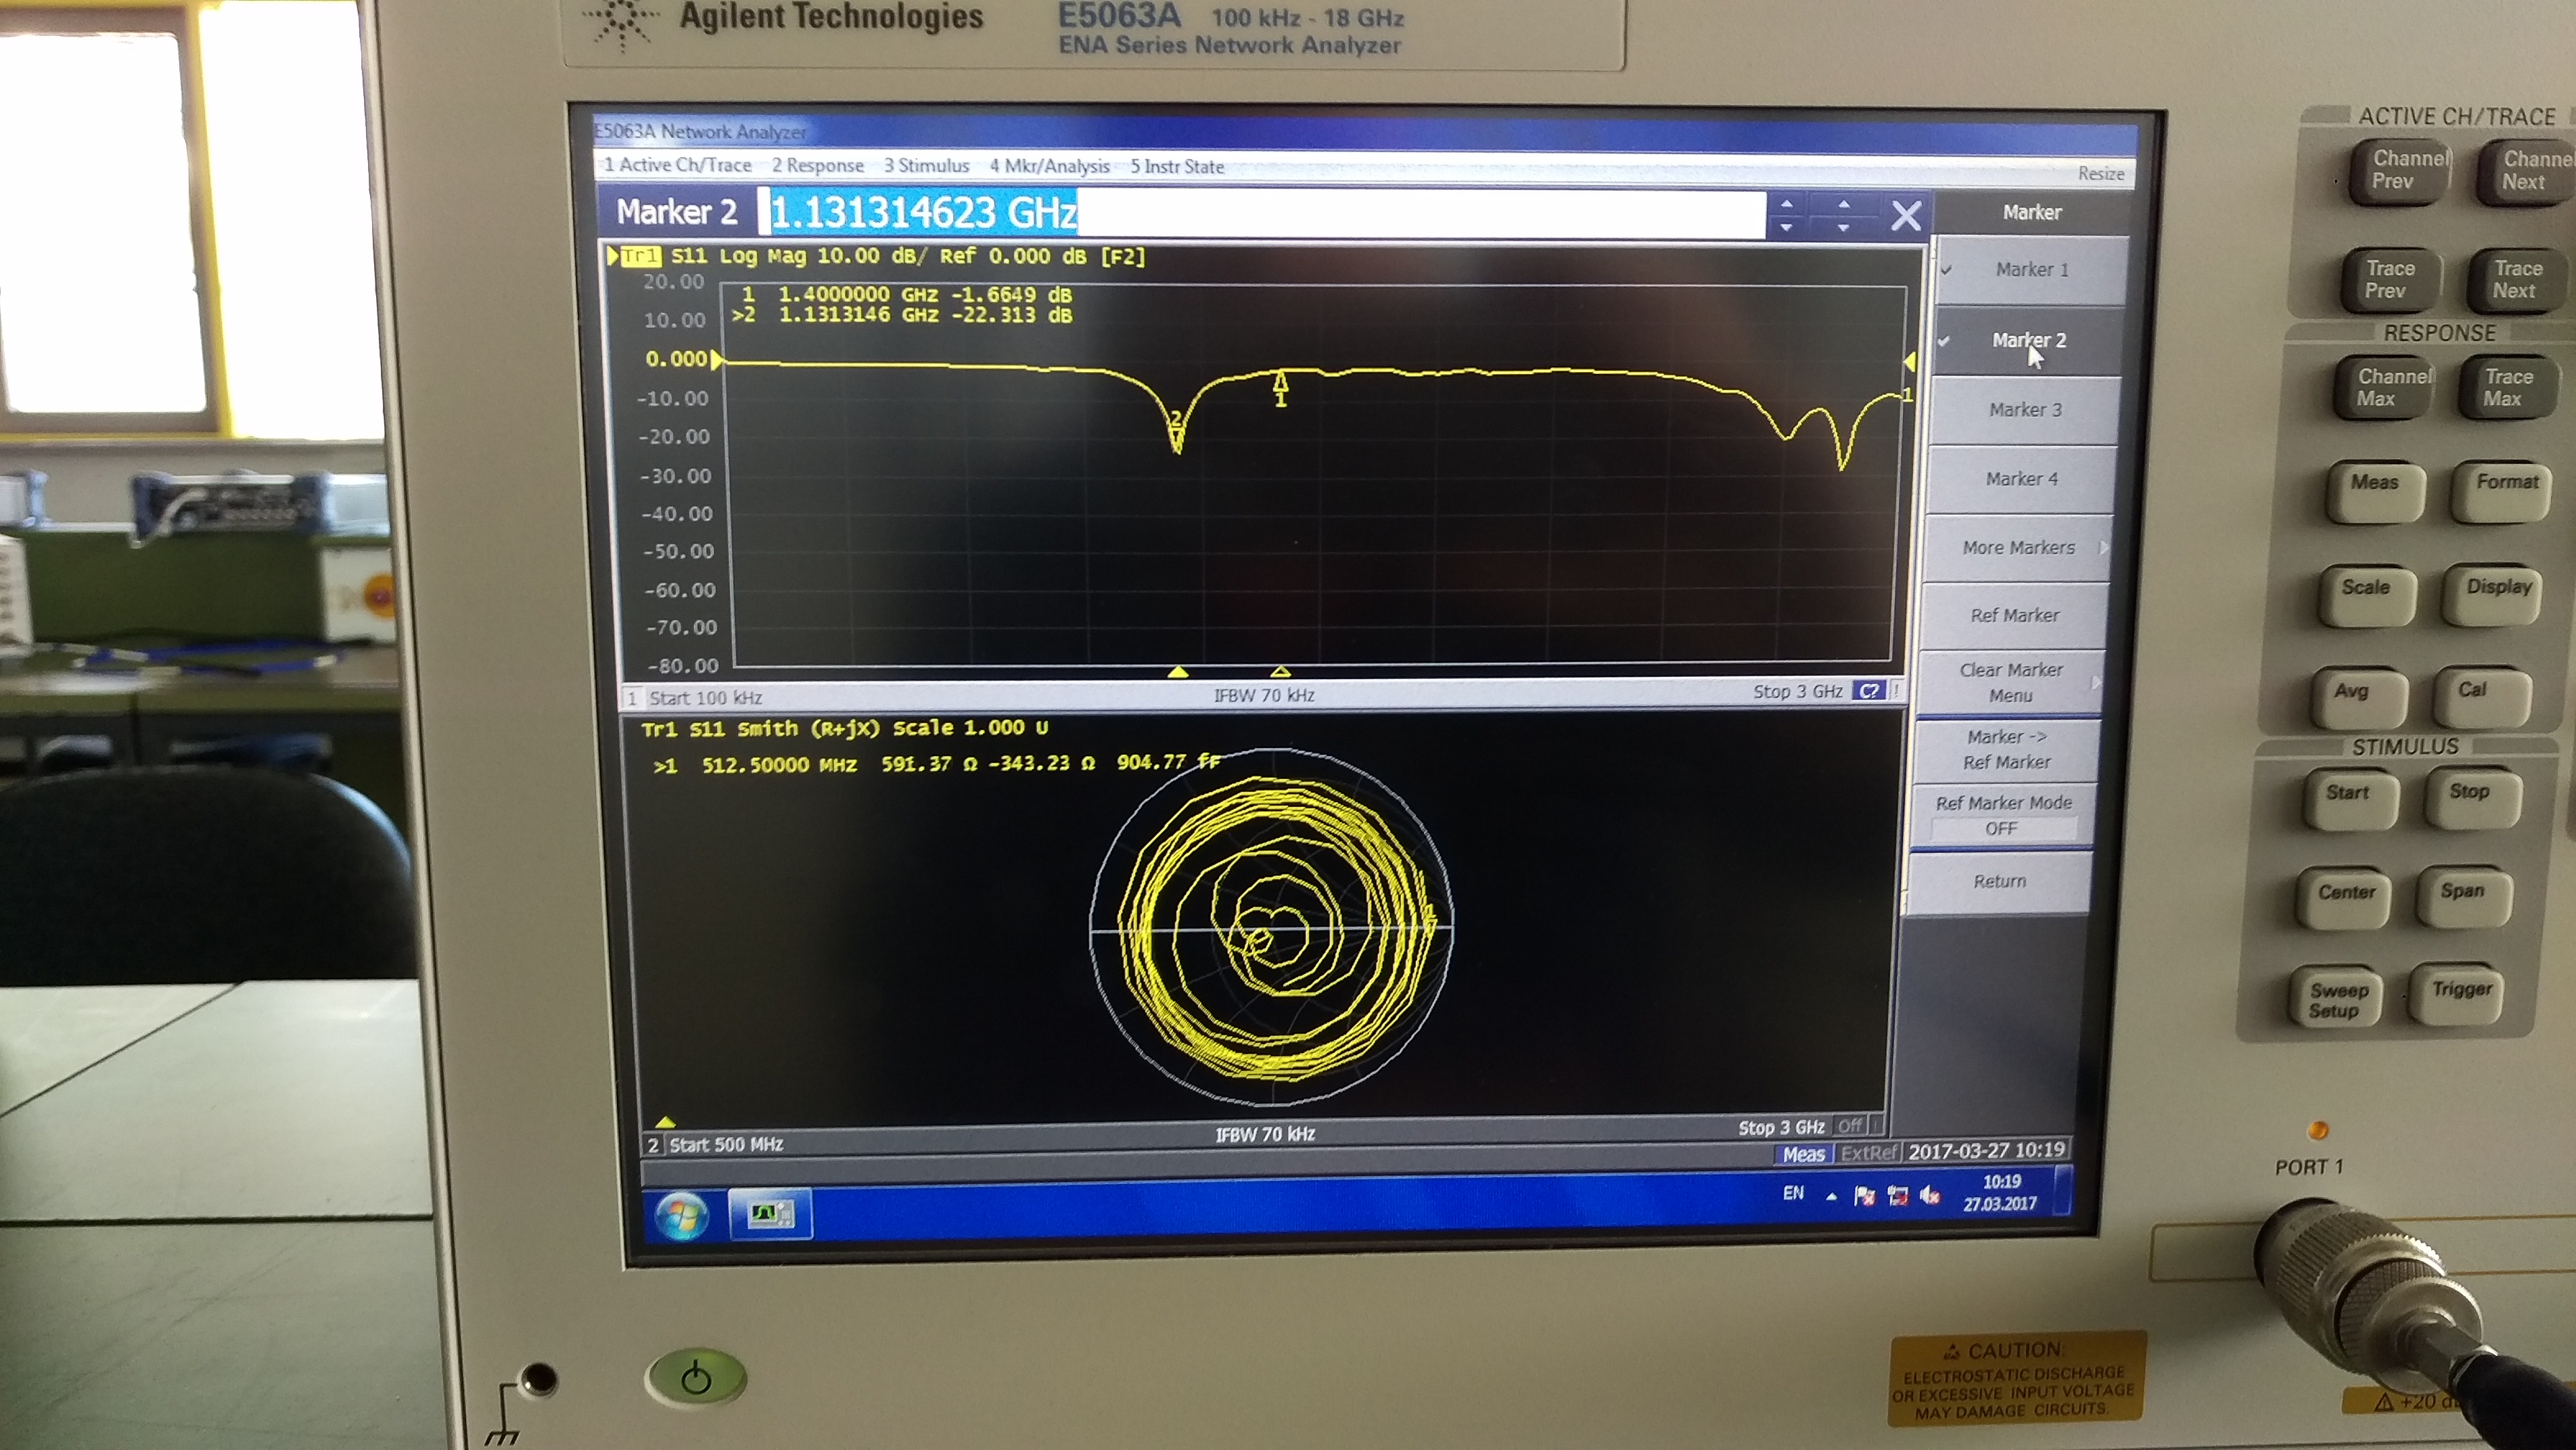 Agilent Technologies
E5063A 100 kHz - 18 GHz
ENA Series Network Analyzer
E5063A Network Analyzer
1 Active Ch/Trace 2 Response 3 Stimulus 4 Mkr/Analysis 5 Instr State
Resize
Marker 2 1.131314623 GHz
Tr1 S11 Log Mag 10.00 dB/ Ref 0.000 dB [F2]
1 1.4000000 GHz -1.6649 dB
>2 1.1313146 GHz -22.313 dB
20.00
10.00
0.000
-10.00
-20.00
-30.00
-40.00
-50.00
-60.00
-70.00
-80.00
2
1
1
1 Start 100 kHz IFBW 70 kHz Stop 3 GHz C? !
Tr1 S11 Smith (R+jX) Scale 1.000 U
>1 512.50000 MHz 591.37 Ω -343.23 Ω 904.77 fF
2 Start 500 MHz IFBW 70 kHz Stop 3 GHz Off
Meas ExtRef 2017-03-27 10:19
EN
10:19
27.03.2017
Marker
Marker 1
Marker 2
Marker 3
Marker 4
More Markers
Ref Marker
Clear Marker
Menu
Marker ->
Ref Marker
Ref Marker Mode
OFF
Return
ACTIVE CH/TRACE
Channel
Prev
Channel
Next
Trace
Prev
Trace
Next
RESPONSE
Channel
Max
Trace
Max
Meas
Format
Scale
Display
Avg
Cal
STIMULUS
Start
Stop
Center
Span
Sweep
Setup
Trigger
PORT 1
CAUTION:
ELECTROSTATIC DISCHARGE
OR EXCESSIVE INPUT VOLTAGE
MAY DAMAGE CIRCUITS.
+20